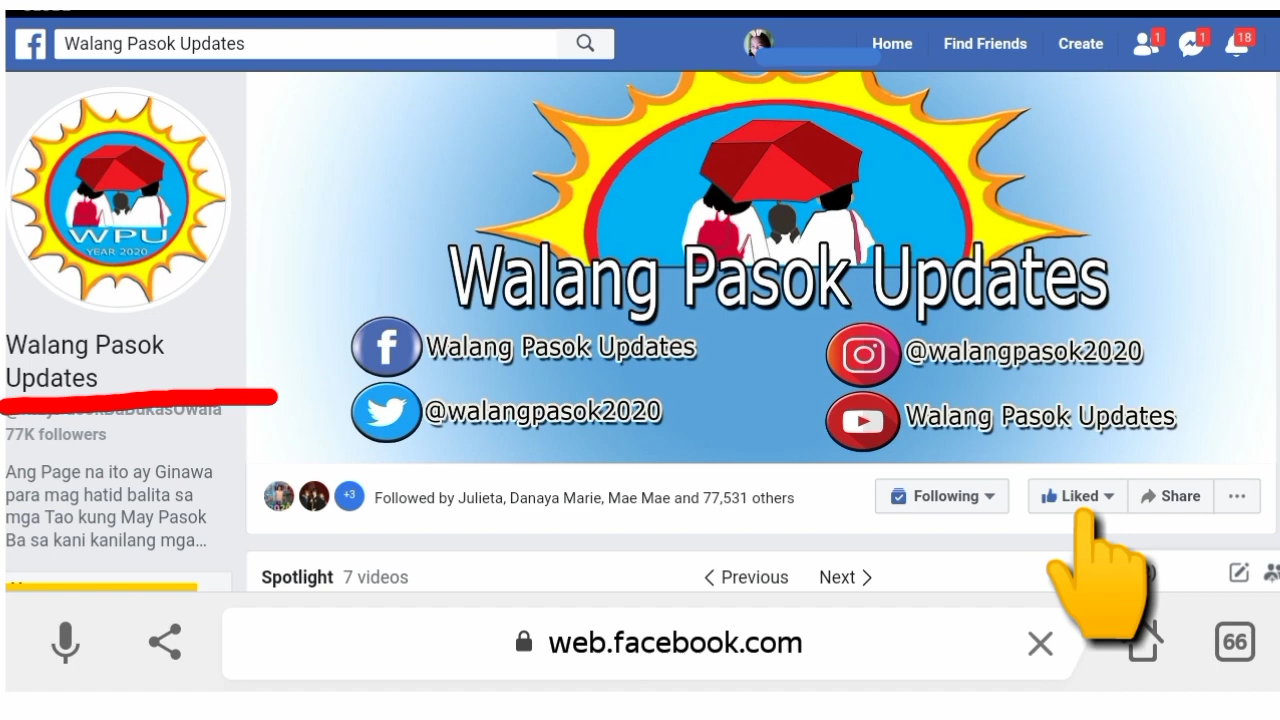 Walang Pasok Updates
Home
Find Friends
Create
1
1
18
WPU
YEAR 2020
Walang Pasok Updates
Walang Pasok Updates
@walangpasok2020
@walangpasok2020
Walang Pasok Updates
Walang Pasok
Updates
77K followers
Ang Page na ito ay Ginawa
para mag hatid balita sa
mga Tao kung May Pasok
Ba sa kani kanilang mga...
+3
Followed by Julieta, Danaya Marie, Mae Mae and 77,531 others
Following
Liked
Share
Spotlight 7 videos
Previous
Next
web.facebook.com
66